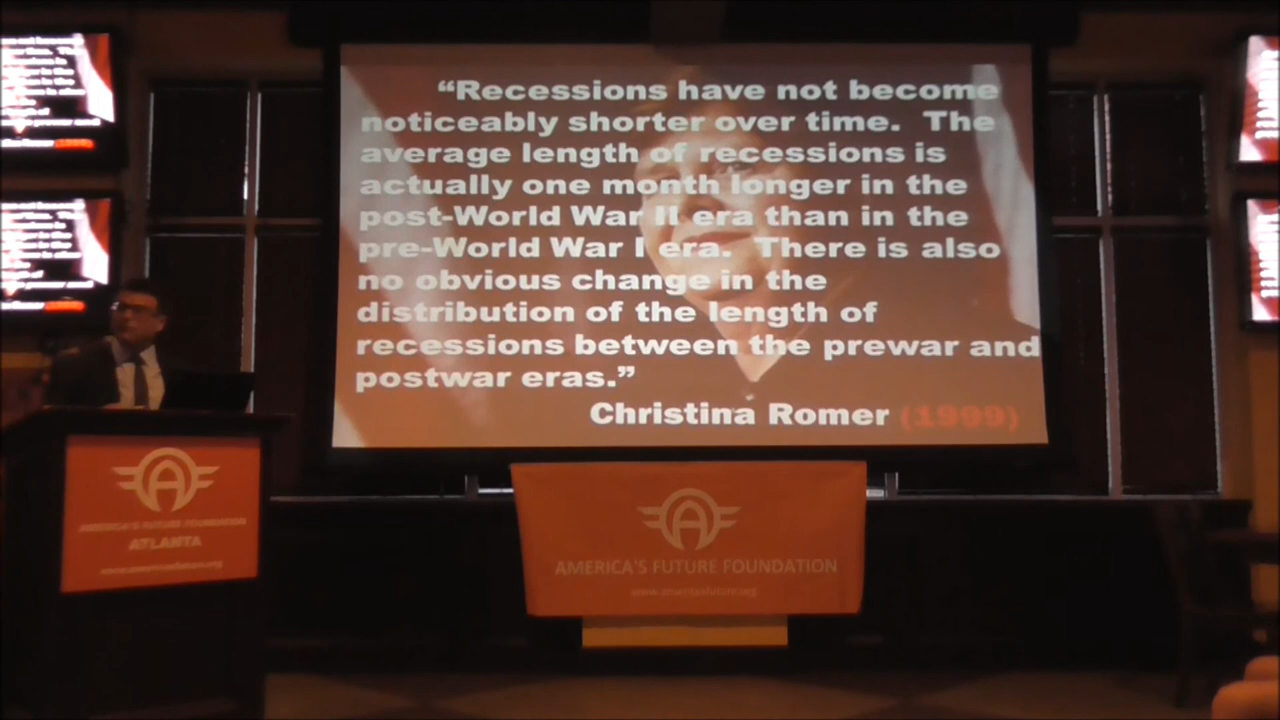 “Recessions have not become
noticeably shorter over time. The
average length of recessions is
actually one month longer in the
post-World War II era than in the
pre-World War I era. There is also
no obvious change in the
distribution of the length of
recessions between the prewar and
postwar eras.”
Christina Romer (1999)
A
AMERICA'S FUTURE FOUNDATION
ATLANTA
A
AMERICA'S FUTURE FOUNDATION